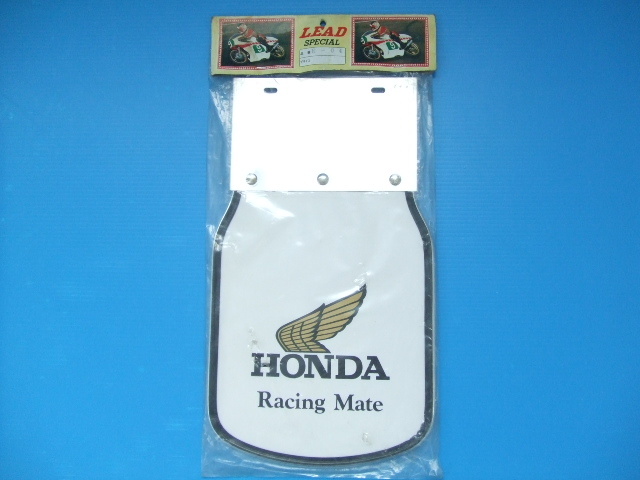 LEAD
SPECIAL
HONDA
Racing Mate